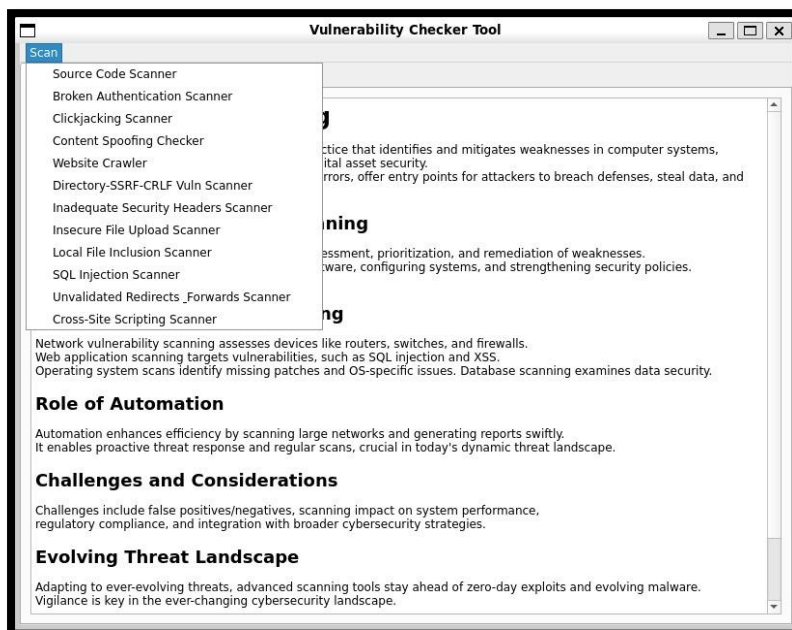 Vulnerability Checker Tool
Scan
Source Code Scanner
Broken Authentication Scanner
Clickjacking Scanner
Content Spoofing Checker
Website Crawler
Directory-SSRF-CRLF Vuln Scanner
Inadequate Security Headers Scanner
Insecure File Upload Scanner
Local File Inclusion Scanner
SQL Injection Scanner
Unvalidated Redirects _Forwards Scanner
Cross-Site Scripting Scanner
that identifies and mitigates weaknesses in computer systems,
asset security.
offer entry points for attackers to breach defenses, steal data, and
prioritization, and remediation of weaknesses.
configuring systems, and strengthening security policies.
Network vulnerability scanning assesses devices like routers, switches, and firewalls.
Web application scanning targets vulnerabilities, such as SQL injection and XSS.
Operating system scans identify missing patches and OS-specific issues. Database scanning examines data security.
Role of Automation
Automation enhances efficiency by scanning large networks and generating reports swiftly.
It enables proactive threat response and regular scans, crucial in today's dynamic threat landscape.
Challenges and Considerations
Challenges include false positives/negatives, scanning impact on system performance,
regulatory compliance, and integration with broader cybersecurity strategies.
Evolving Threat Landscape
Adapting to ever-evolving threats, advanced scanning tools stay ahead of zero-day exploits and evolving malware.
Vigilance is key in the ever-changing cybersecurity landscape.